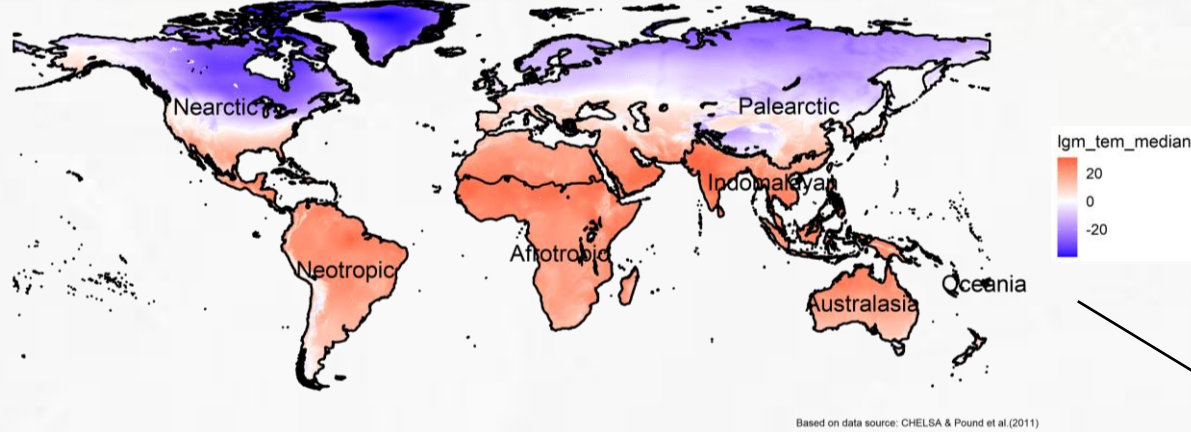 Nearctic
Palearctic
Indomalayan
Afrotropic
Neotropic
Oceania
Australasia
lgm_tem_median
20
0
-20
Based on data source: CHELSA & Pound et al.(2011)